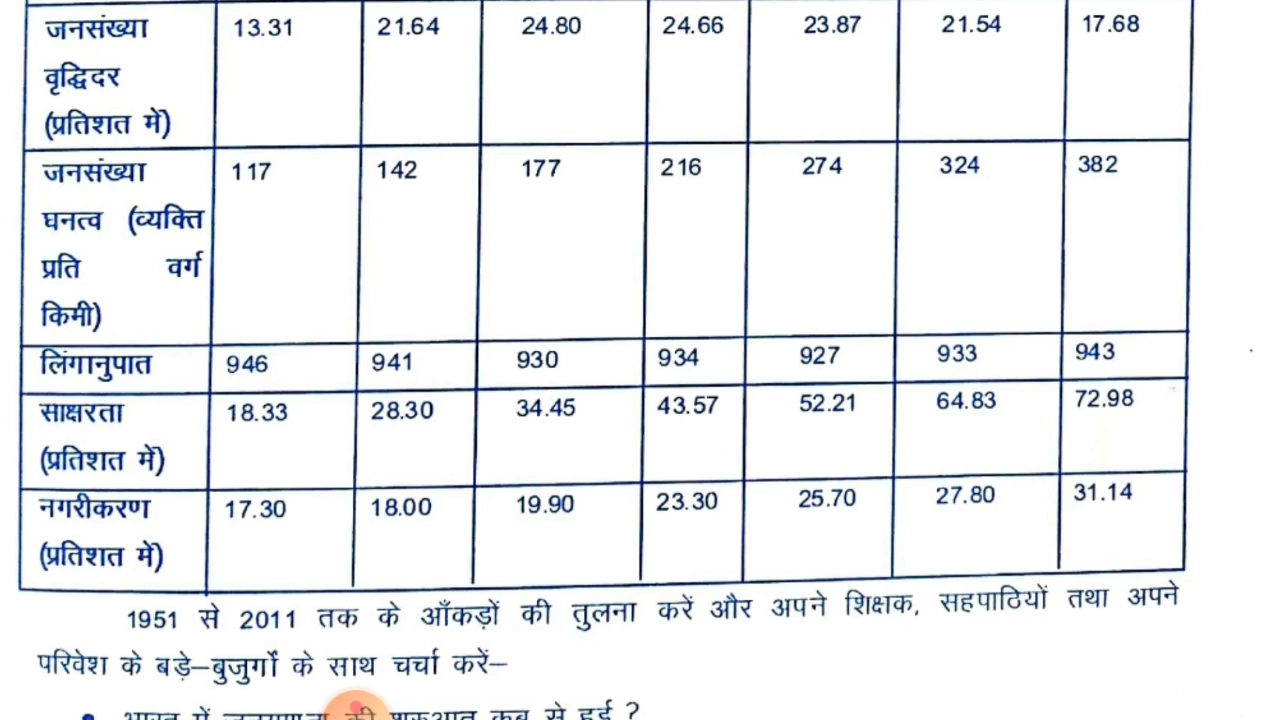 जनसंख्या 13.31 21.64 24.80 24.66 23.87 21.54 17.68
वृद्धिदर
(प्रतिशत में)
जनसंख्या 117 142 177 216 274 324 382
घनत्व (व्यक्ति
प्रति वर्ग
किमी)
लिंगानुपात 946 941 930 934 927 933 943
साक्षरता 18.33 28.30 34.45 43.57 52.21 64.83 72.98
(प्रतिशत में)
नगरीकरण 17.30 18.00 19.90 23.30 25.70 27.80 31.14
(प्रतिशत में)
1951 से 2011 तक के आँकड़ों की तुलना करें और अपने शिक्षक, सहपाठियों तथा अपने
परिवेश के बड़े–बुजुर्गों के साथ चर्चा करें–
• भारत में जनगणना की शुरुआत कब से हुई ?